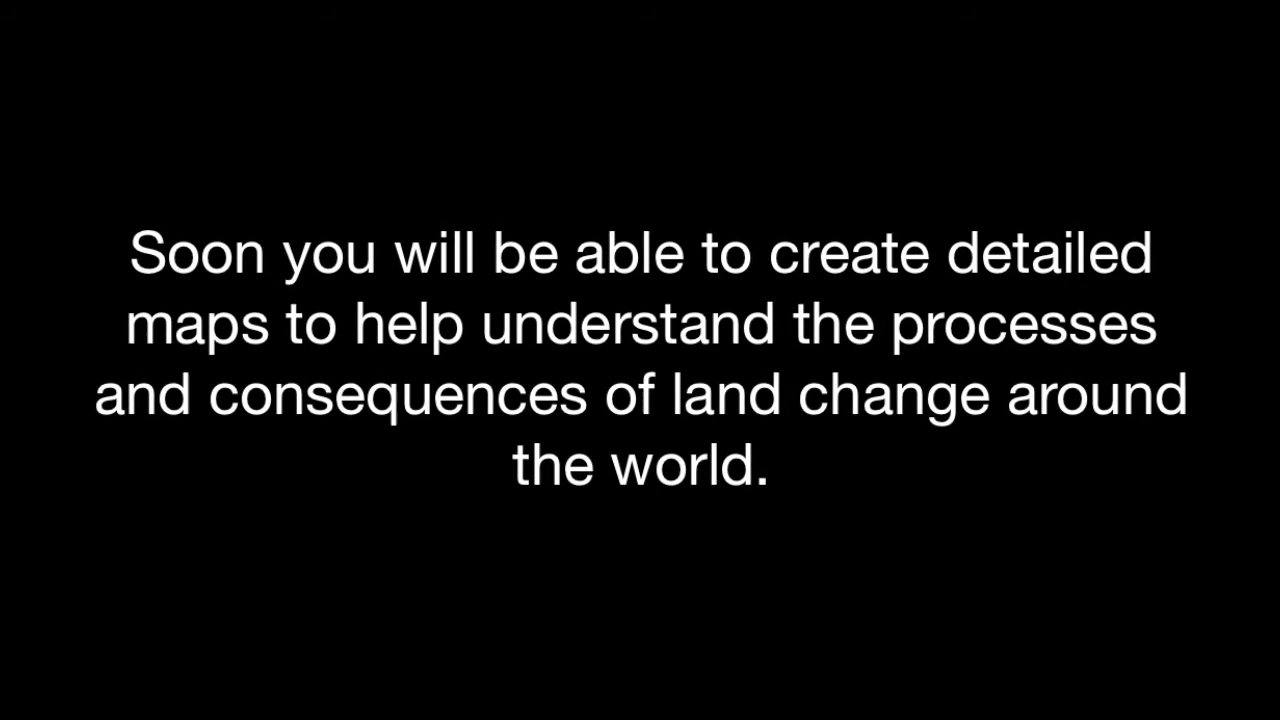 Soon you will be able to create detailed
maps to help understand the processes
and consequences of land change around
the world.